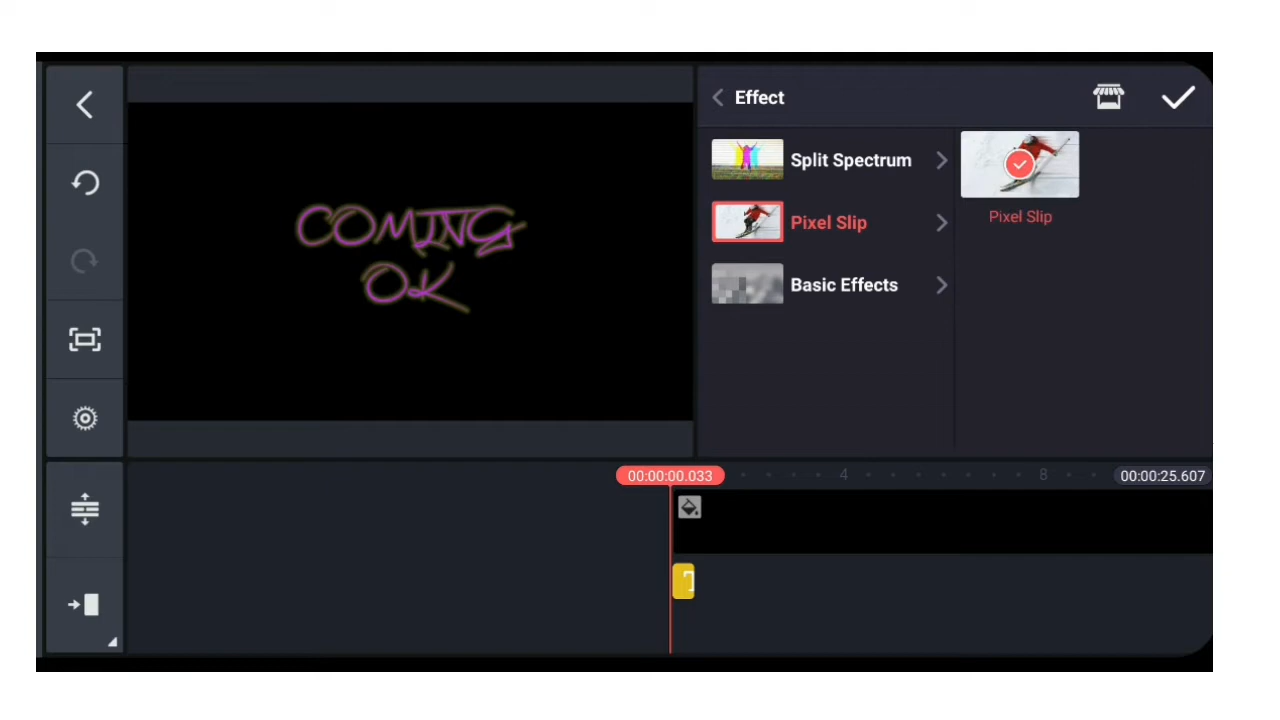 Effect
Split Spectrum
Pixel Slip
Basic Effects
Pixel Slip
COMING
OK
00:00:00.033
4
8
00:00:25.607
T